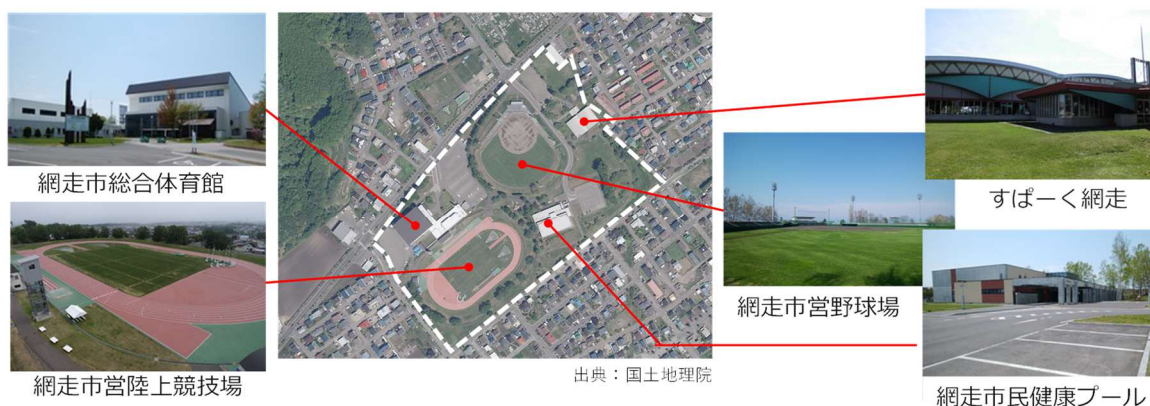 網走市総合体育館
網走市営陸上競技場
出典：国土地理院
網走市営野球場
すぱーく網走
網走市民健康プール